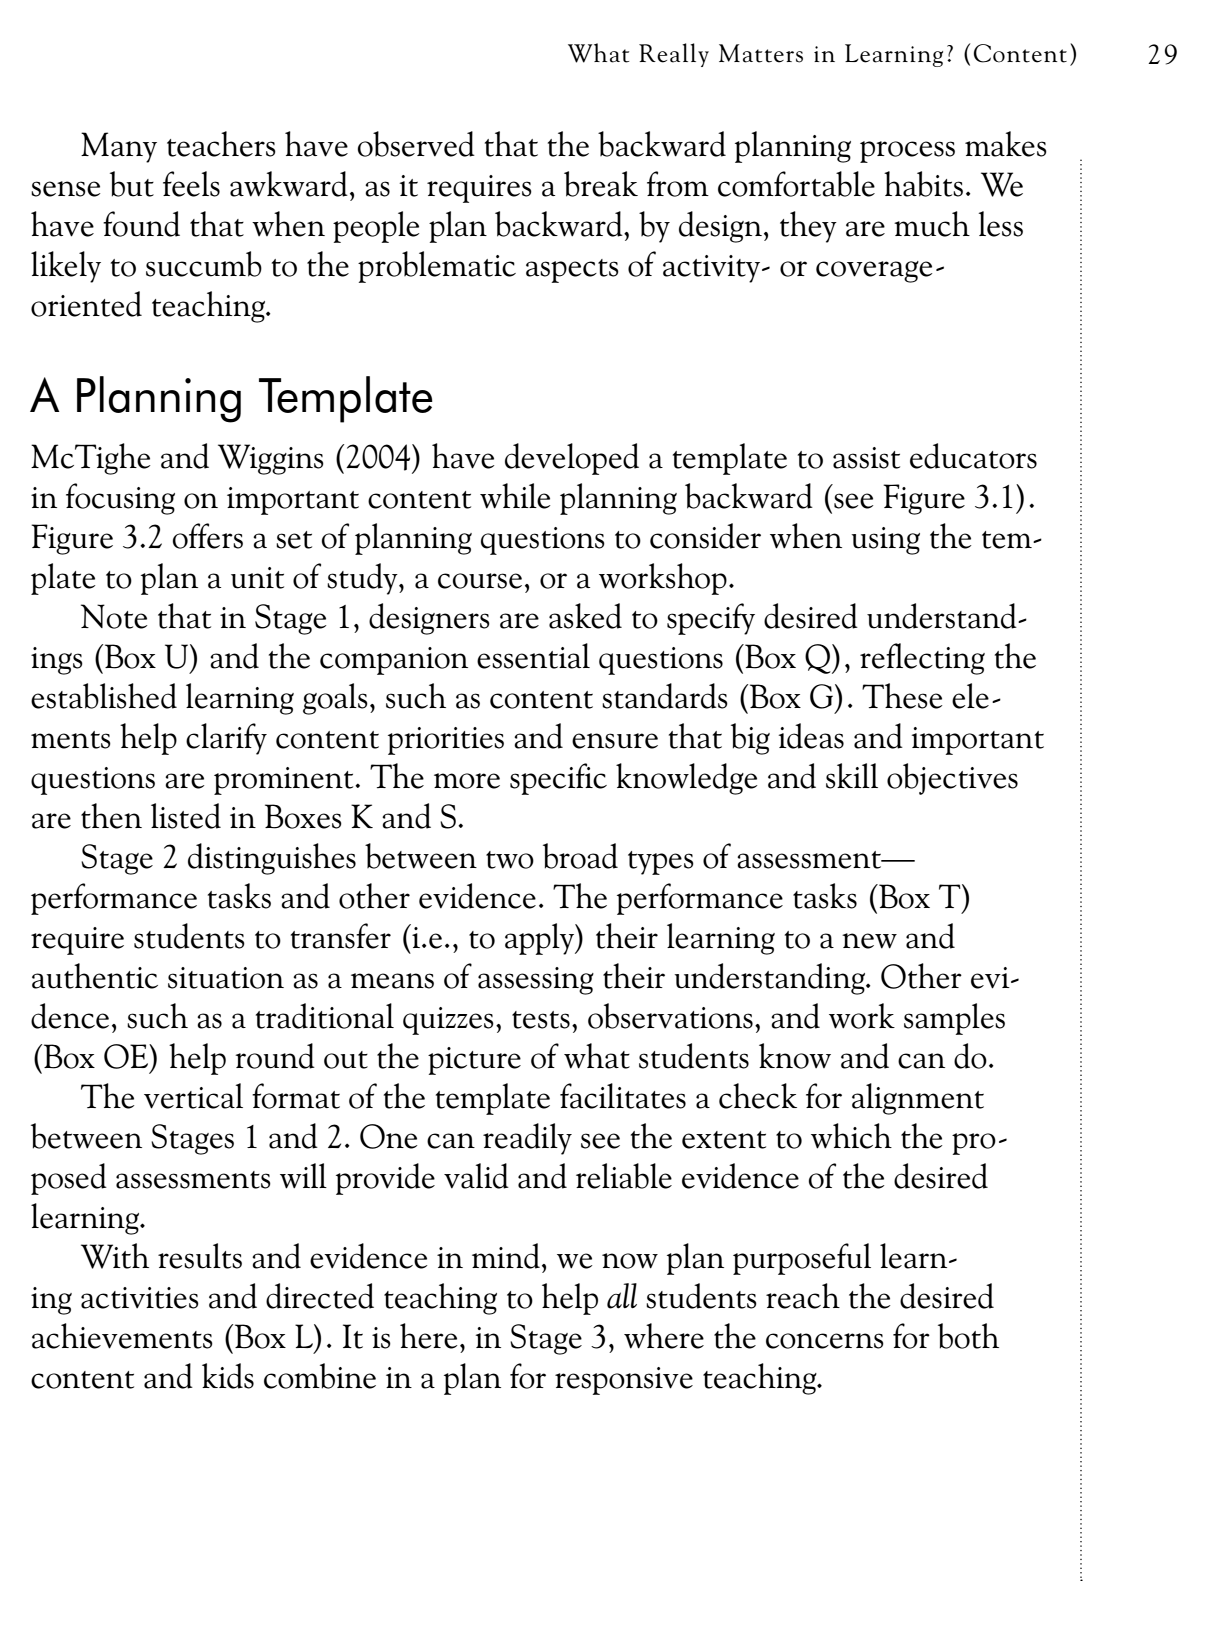 What Really Matters in Learning? (Content) 29
Many teachers have observed that the backward planning process makes
sense but feels awkward, as it requires a break from comfortable habits. We
have found that when people plan backward, by design, they are much less
likely to succumb to the problematic aspects of activity- or coverage-
oriented teaching.
A Planning Template
McTighe and Wiggins (2004) have developed a template to assist educators
in focusing on important content while planning backward (see Figure 3.1).
Figure 3.2 offers a set of planning questions to consider when using the tem-
plate to plan a unit of study, a course, or a workshop.
Note that in Stage 1, designers are asked to specify desired understand-
ings (Box U) and the companion essential questions (Box Q), reflecting the
established learning goals, such as content standards (Box G). These ele-
ments help clarify content priorities and ensure that big ideas and important
questions are prominent. The more specific knowledge and skill objectives
are then listed in Boxes K and S.
Stage 2 distinguishes between two broad types of assessment—
performance tasks and other evidence. The performance tasks (Box T)
require students to transfer (i.e., to apply) their learning to a new and
authentic situation as a means of assessing their understanding. Other evi-
dence, such as a traditional quizzes, tests, observations, and work samples
(Box OE) help round out the picture of what students know and can do.
The vertical format of the template facilitates a check for alignment
between Stages 1 and 2. One can readily see the extent to which the pro-
posed assessments will provide valid and reliable evidence of the desired
learning.
With results and evidence in mind, we now plan purposeful learn-
ing activities and directed teaching to help all students reach the desired
achievements (Box L). It is here, in Stage 3, where the concerns for both
content and kids combine in a plan for responsive teaching.